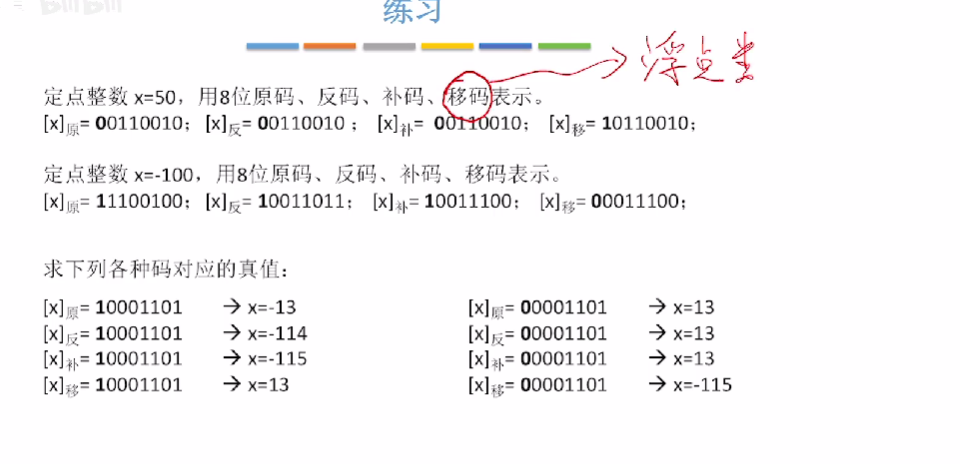 练习
浮点类
定点整数 x=50，用8位原码、反码、补码、移码表示。
[x]原= 00110010；[x]反= 00110010； [x]补= 00110010； [x]移= 10110010；
定点整数 x=-100，用8位原码、反码、补码、移码表示。
[x]原= 11100100；[x]反= 10011011； [x]补= 10011100； [x]移= 00011100；
求下列各种码对应的真值：
[x]原= 10001101 → x=-13 [x]原= 00001101 → x=13
[x]反= 10001101 → x=-114 [x]反= 00001101 → x=13
[x]补= 10001101 → x=-115 [x]补= 00001101 → x=13
[x]移= 10001101 → x=13 [x]移= 00001101 → x=-115